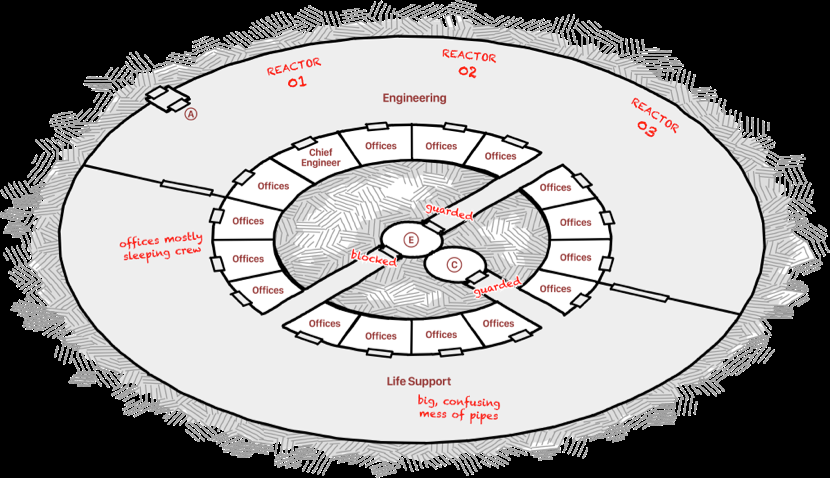 REACTOR
01
REACTOR
02
REACTOR
03
Engineering
A
Chief
Engineer
Offices
Offices
Offices
Offices
Offices
Offices
Offices
guarded
E
blocked
C
guarded
offices mostly
sleeping crew
Offices
Offices
Offices
Offices
Offices
Offices
Offices
Offices
Life Support
big, confusing
mess of pipes